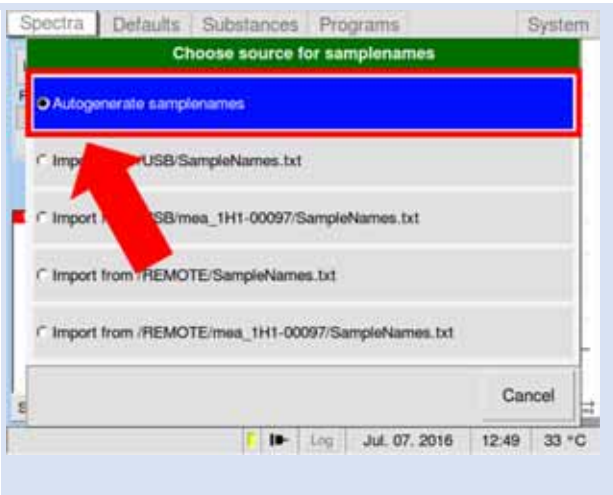 Spectra Defaults Substances Programs System
Choose source for samplenames
Autogenerate samplenames
Import /USB/SampleNames.txt
Import USB/mea_1H1-00097/SampleNames.txt
Import from /REMOTE/SampleNames.txt
Import from /REMOTE/mea_1H1-00097/SampleNames.txt
Cancel
Log Jul. 07. 2016 12:49 33 °C